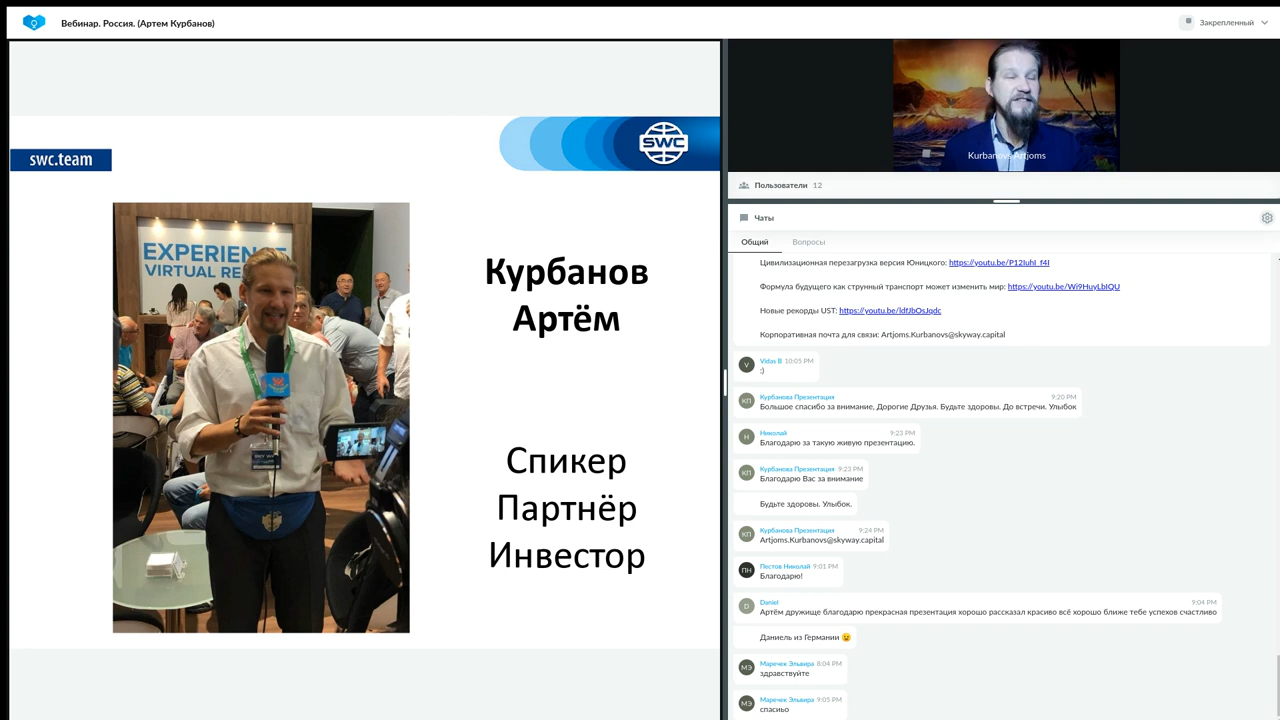 Вебинар. Россия. (Артем Курбанов)
Закрепленный
swc.team
SWC
EXPERIENCE
VIRTUAL RE
Курбанов
Артём
Спикер
Партнёр
Инвестор
Kurbanovs Artjoms
Пользователи 12
Чаты
Общий
Вопросы
Цивилизационная перезагрузка версия Юницкого: https://youtu.be/P12IuhI_f4I
Формула будущего как струнный транспорт может изменить мир: https://youtu.be/Wi9HuyLbIQU
Новые рекорды UST: https://youtu.be/ldfJbOsJqdc
Корпоративная почта для связи: Artjoms.Kurbanovs@skyway.capital
V
Vidas B 10:05 PM
:)
КП
Курбанова Презентация 9:20 PM
Большое спасибо за внимание, Дорогие Друзья. Будьте здоровы. До встречи. Улыбок
Н
Николай 9:23 PM
Благодарю за такую живую презентацию.
КП
Курбанова Презентация 9:23 PM
Благодарю Вас за внимание
Будьте здоровы. Улыбок.
КП
Курбанова Презентация 9:24 PM
Artjoms.Kurbanovs@skyway.capital
ПН
Пестов Николай 9:01 PM
Благодарю!
D
Daniel 9:04 PM
Артём дружище благодарю прекрасная презентация хорошо рассказал красиво всё хорошо ближе тебе успехов счастливо
Даниель из Германии
МЭ
Маречек Эльвира 8:04 PM
здравствуйте
МЭ
Маречек Эльвира 9:05 PM
спасиьо